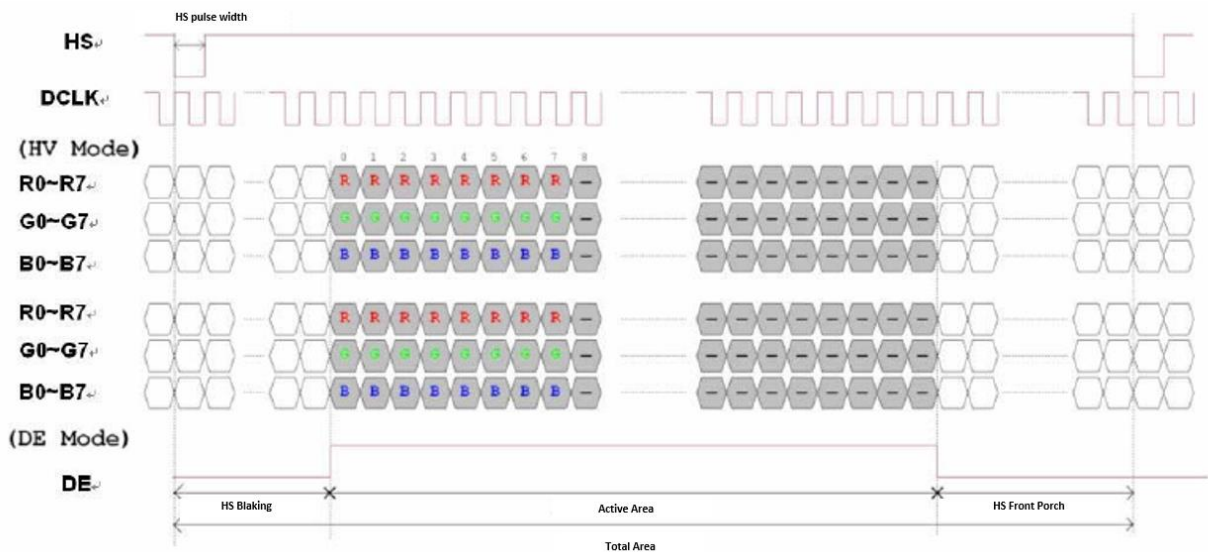 HS pulse width
HS
DCLK
(HV Mode)
0 1 2 3 4 5 6 7 8
R0~R7 R R R R R R R R – – – – – – – – –
G0~G7 G G G G G G G G – – – – – – – – –
B0~B7 B B B B B B B B – – – – – – – – –
R0~R7 R R R R R R R R – – – – – – – – –
G0~G7 G G G G G G G G – – – – – – – – –
B0~B7 B B B B B B B B – – – – – – – – –
(DE Mode)
DE
HS Blaking Active Area HS Front Porch
Total Area